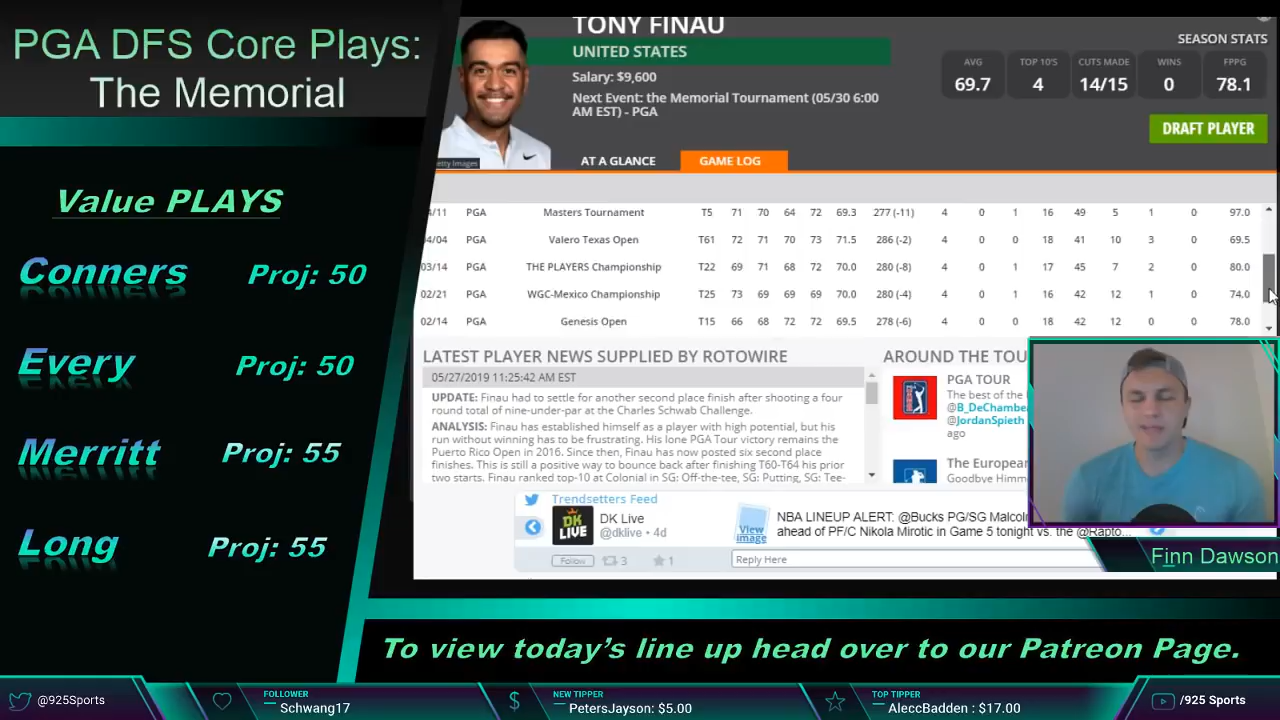 PGA DFS Core Plays:
The Memorial
Value PLAYS
Conners Proj: 50
Every Proj: 50
Merritt Proj: 55
Long Proj: 55
TONY FINAU
UNITED STATES
Salary: $9,600
Next Event: the Memorial Tournament (05/30 6:00
AM EST) - PGA
SEASON STATS
AVG TOP 10'S CUTS MADE WINS FPPG
69.7 4 14/15 0 78.1
DRAFT PLAYER
AT A GLANCE GAME LOG
PGA Masters Tournament T5 71 70 64 72 69.3 277 (-11) 4 0 1 16 49 5 1 0 97.0
PGA Valero Texas Open T61 72 71 70 73 71.5 286 (-2) 4 0 0 18 41 10 3 0 69.5
03/14 PGA THE PLAYERS Championship T22 69 71 68 72 70.0 280 (-8) 4 0 1 17 45 7 2 0 80.0
02/21 PGA WGC-Mexico Championship T25 73 69 69 69 70.0 280 (-4) 4 0 1 16 42 12 1 0 74.0
02/14 PGA Genesis Open T15 66 68 72 72 69.5 278 (-6) 4 0 0 18 42 12 0 0 78.0
LATEST PLAYER NEWS SUPPLIED BY ROTOWIRE
05/27/2019 11:25:42 AM EST
UPDATE: Finau had to settle for another second place finish after shooting a four
round total of nine-under-par at the Charles Schwab Challenge.
ANALYSIS: Finau has established himself as a player with high potential, but his
run without winning has to be frustrating. His lone PGA Tour victory remains the
Puerto Rico Open in 2016. Since then, Finau has now posted six second place
finishes. This is still a positive way to bounce back after finishing T60-T64 his prior
two starts. Finau ranked top-10 at Colonial in SG: Off-the-tee, SG: Putting, SG: Tee-
AROUND THE TOU
PGA TOUR
The best of the
@B_DeChambe
@JordanSpieth
ago
The European
Goodbye Himme
Trendsetters Feed
DK Live
@dklive • 4d
DK
LIVE
View
image
NBA LINEUP ALERT: @Bucks PG/SG Malcol
ahead of PF/C Nikola Mirotic in Game 5 tonight vs. the @Rapto...
Follow 3 1
Reply Here
Finn Dawson
To view today's line up head over to our Patreon Page.
@925Sports
FOLLOWER
Schwang17
NEW TIPPER
PetersJayson: $5.00
TOP TIPPER
AleccBadden : $17.00
/925 Sports